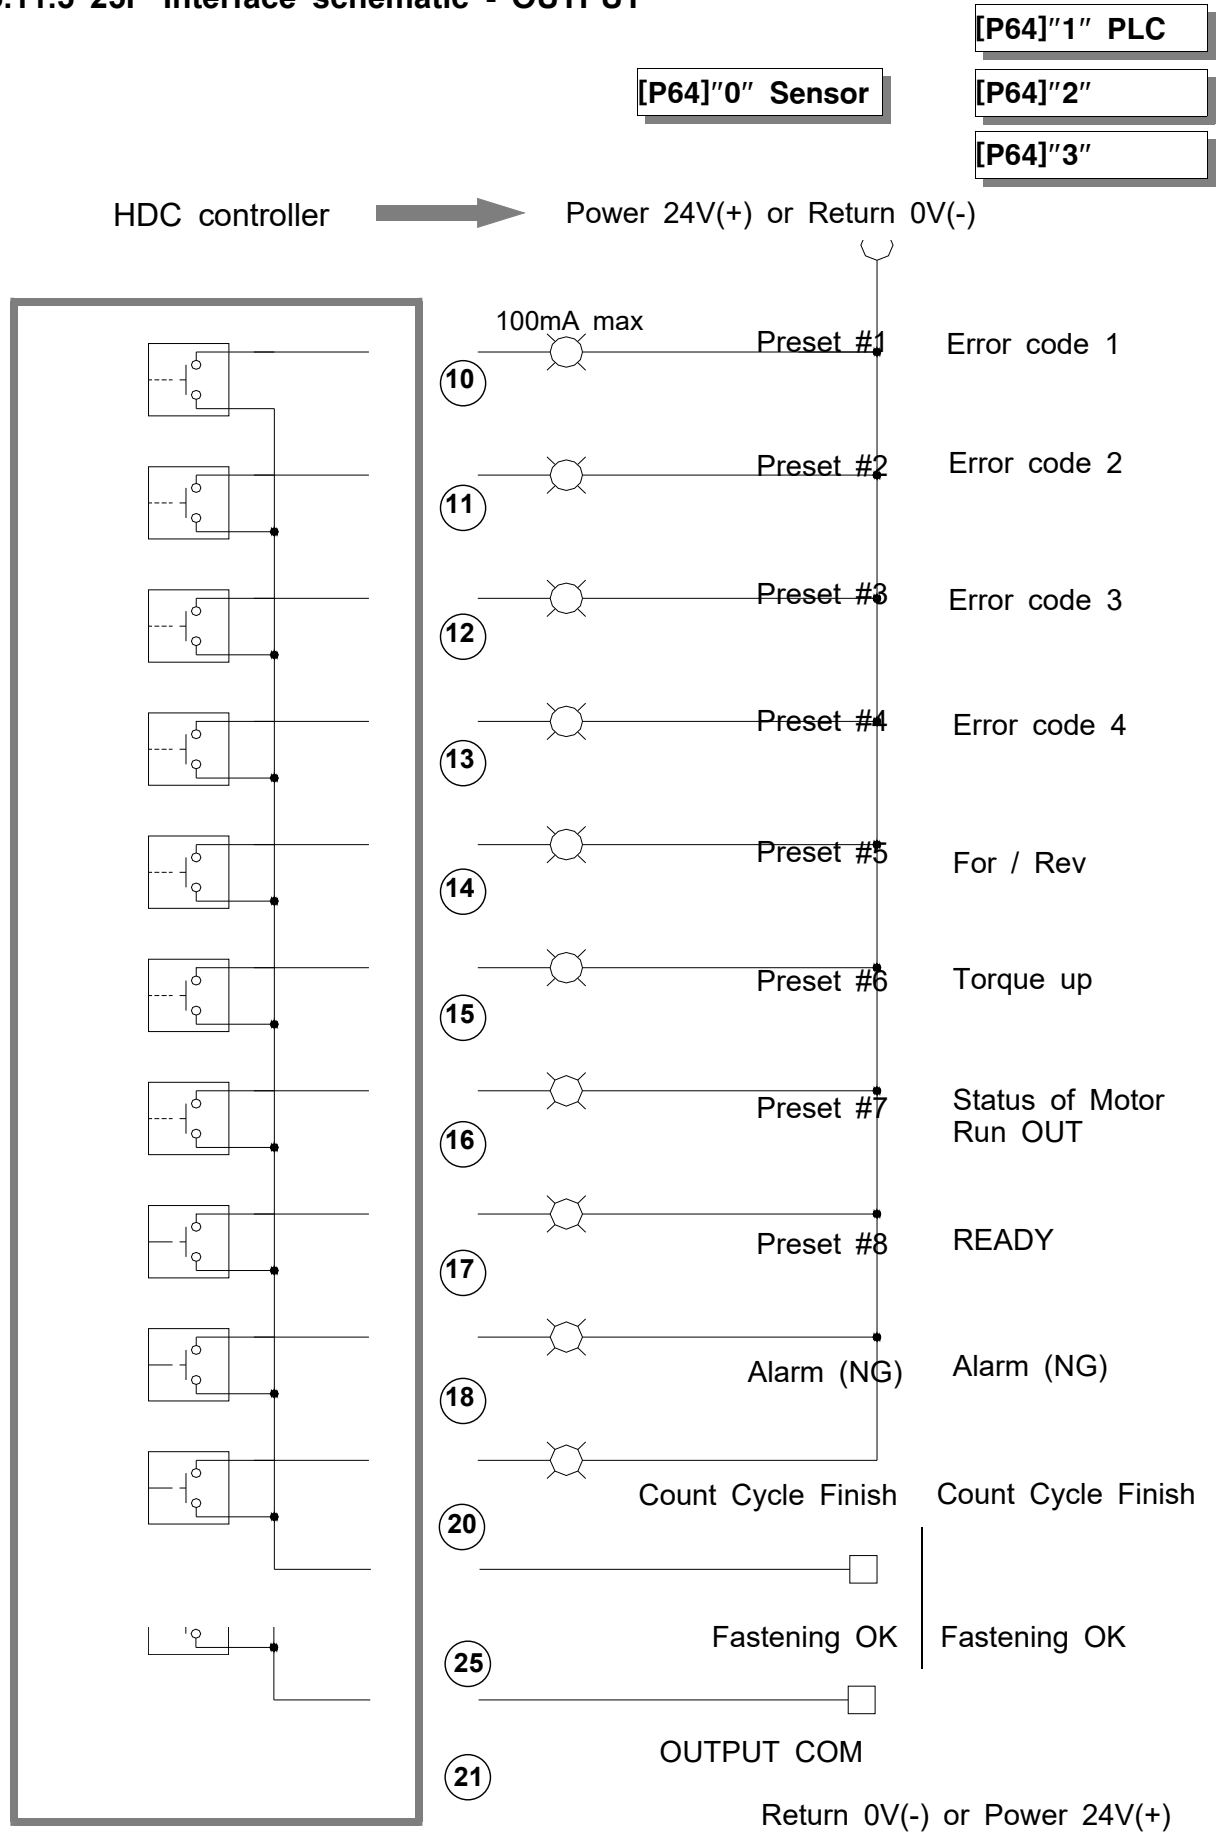 25P Interface schematic - OUTPUT
[P64]"1" PLC
[P64]"0" Sensor
[P64]"2"
[P64]"3"
HDC controller
Power 24V(+) or Return 0V(-)
100mA max
Preset #1
Error code 1
10
Preset #2
Error code 2
11
Preset #3
Error code 3
12
Preset #4
Error code 4
13
Preset #5
For / Rev
14
Preset #6
Torque up
15
Preset #7
Status of Motor
Run OUT
16
Preset #8
READY
17
Alarm (NG)
Alarm (NG)
18
Count Cycle Finish
Count Cycle Finish
20
Fastening OK
Fastening OK
25
OUTPUT COM
21
Return 0V(-) or Power 24V(+)